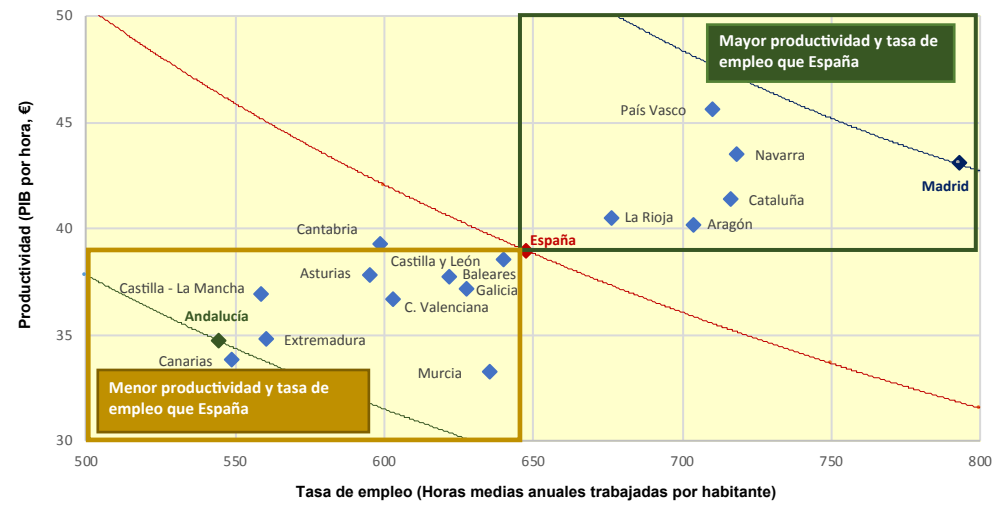 50
Mayor productividad y tasa de
empleo que España
Productividad (PIB por hora, €)
País Vasco
45
Navarra
Madrid
Cataluña
La Rioja
Aragón
Cantabria
40
España
Castilla y León
Asturias
Baleares
Castilla - La Mancha
Galicia
C. Valenciana
Andalucía
35
Extremadura
Canarias
Murcia
Menor productividad y tasa de
empleo que España
30
500
550
600
650
700
750
800
Tasa de empleo (Horas medias anuales trabajadas por habitante)